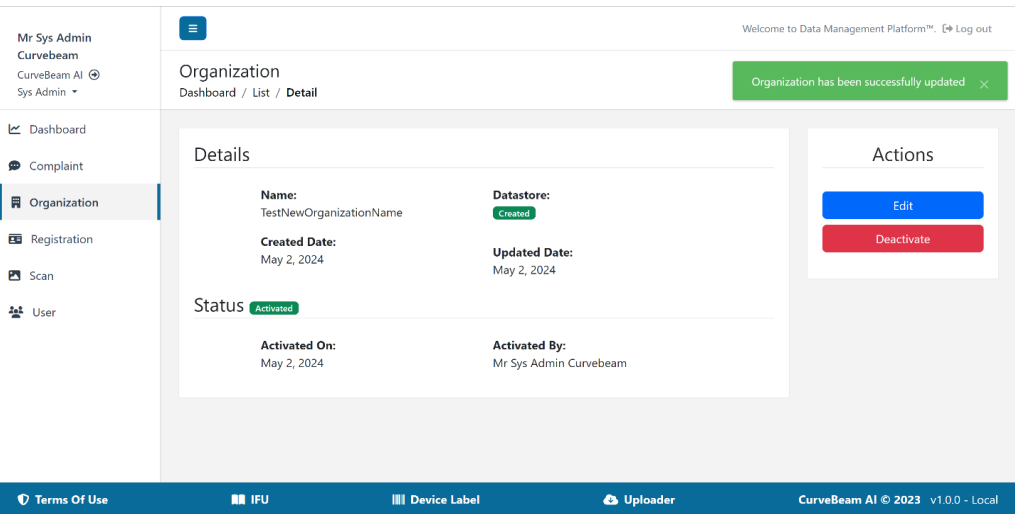 Mr Sys Admin
Curvebeam
CurveBeam AI
Sys Admin
Dashboard
Complaint
Organization
Registration
Scan
User
Welcome to Data Management Platform™. Log out
Organization
Dashboard / List / Detail
Organization has been successfully updated ×
Details
Name:
TestNewOrganizationName
Datastore:
Created
Created Date:
May 2, 2024
Updated Date:
May 2, 2024
Status Activated
Activated On:
May 2, 2024
Activated By:
Mr Sys Admin Curvebeam
Actions
Edit
Deactivate
Terms Of Use
IFU
Device Label
Uploader
CurveBeam AI © 2023 v1.0.0 - Local